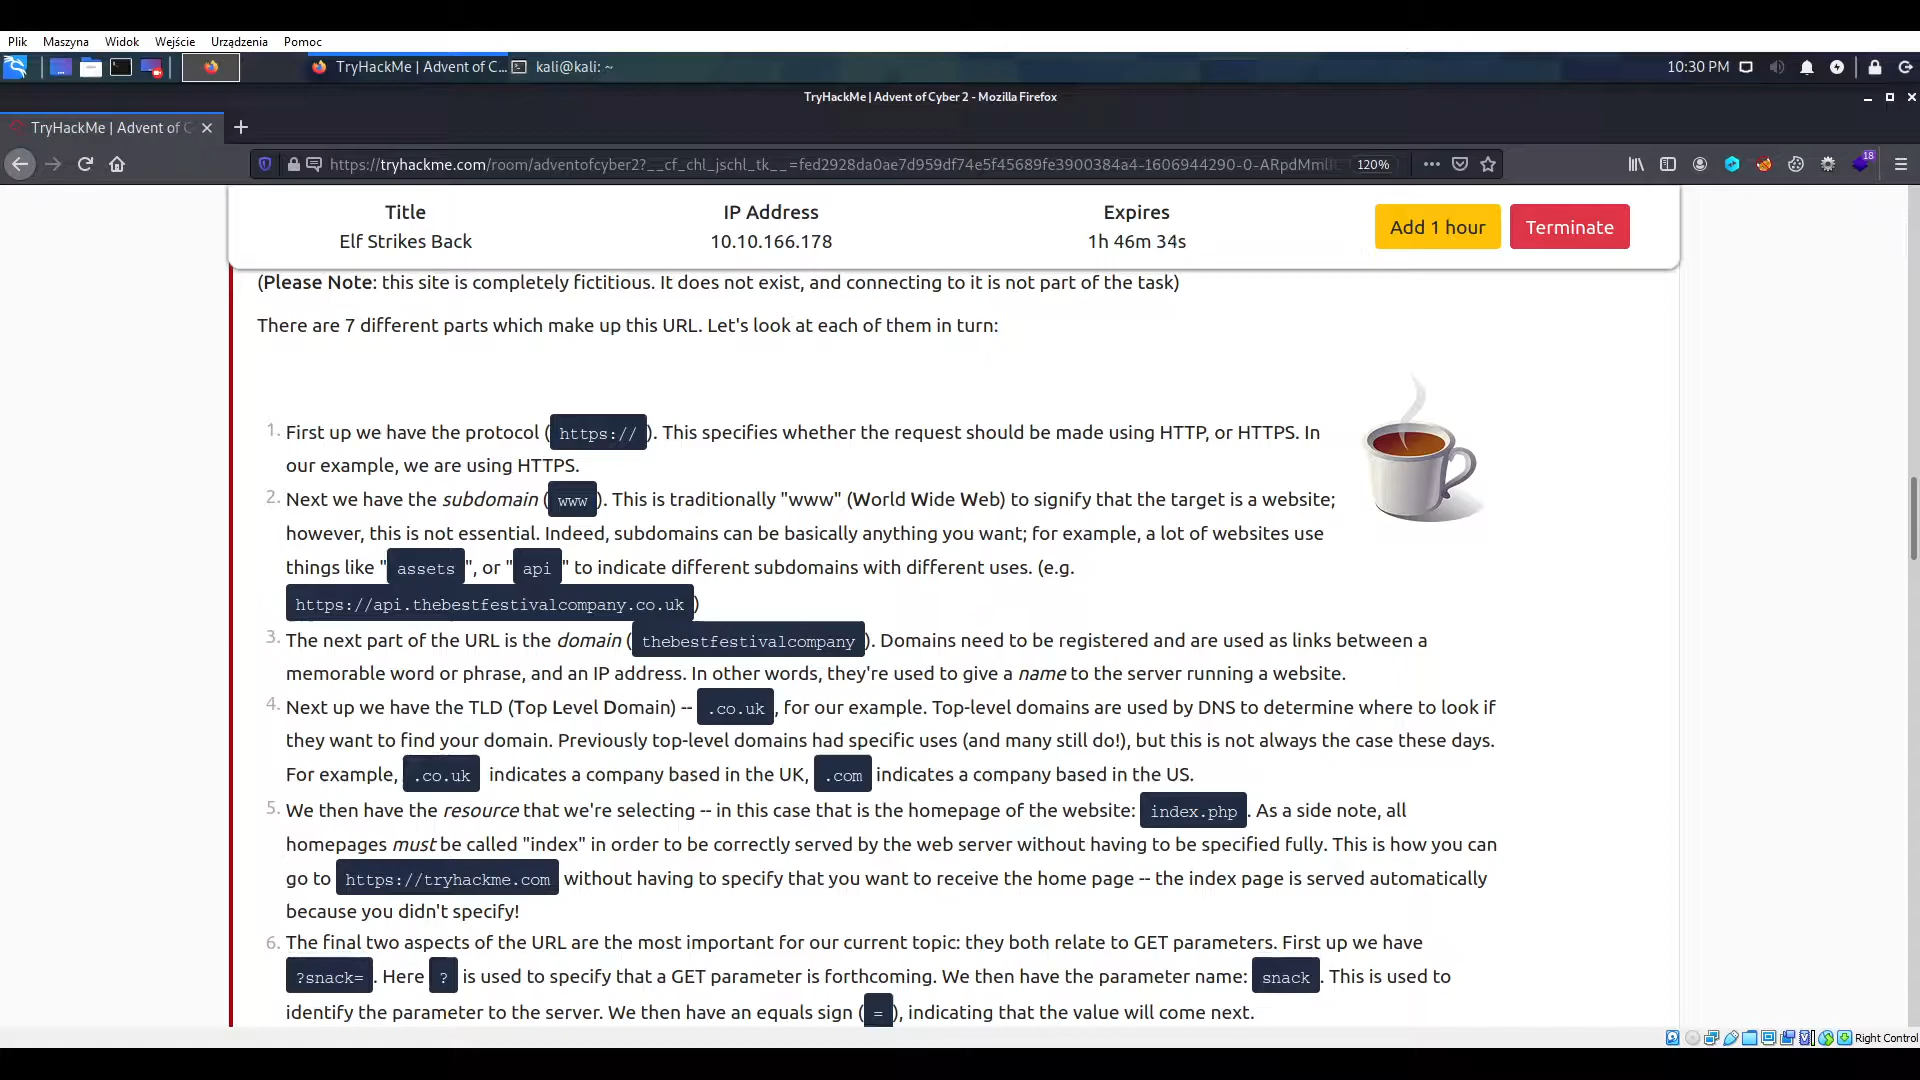 Plik Maszyna Widok Wejście Urządzenia Pomoc
TryHackMe | Advent of C... kali@kali: ~ 10:30 PM
TryHackMe | Advent of Cyber 2 - Mozilla Firefox
TryHackMe | Advent of C
https://tryhackme.com/room/adventofcyber2?__cf_chl_jschl_tk__=fed2928da0ae7d959df74e5f45689fe3900384a4-1606944290-0-ARpdMmli 120% 18
Title IP Address Expires
Add 1 hour Terminate
Elf Strikes Back 10.10.166.178 1h 46m 34s
(Please Note: this site is completely fictitious. It does not exist, and connecting to it is not part of the task)
There are 7 different parts which make up this URL. Let's look at each of them in turn:
1. First up we have the protocol ( https:// ). This specifies whether the request should be made using HTTP, or HTTPS. In
our example, we are using HTTPS.
2. Next we have the subdomain ( www ). This is traditionally "www" (World Wide Web) to signify that the target is a website;
however, this is not essential. Indeed, subdomains can be basically anything you want; for example, a lot of websites use
things like " assets ", or " api " to indicate different subdomains with different uses. (e.g.
https://api.thebestfestivalcompany.co.uk )
3. The next part of the URL is the domain ( thebestfestivalcompany ). Domains need to be registered and are used as links between a
memorable word or phrase, and an IP address. In other words, they're used to give a name to the server running a website.
4. Next up we have the TLD (Top Level Domain) -- .co.uk , for our example. Top-level domains are used by DNS to determine where to look if
they want to find your domain. Previously top-level domains had specific uses (and many still do!), but this is not always the case these days.
For example, .co.uk indicates a company based in the UK, .com indicates a company based in the US.
5. We then have the resource that we're selecting -- in this case that is the homepage of the website: index.php . As a side note, all
homepages must be called "index" in order to be correctly served by the web server without having to be specified fully. This is how you can
go to https://tryhackme.com without having to specify that you want to receive the home page -- the index page is served automatically
because you didn't specify!
6. The final two aspects of the URL are the most important for our current topic: they both relate to GET parameters. First up we have
?snack= . Here ? is used to specify that a GET parameter is forthcoming. We then have the parameter name: snack . This is used to
identify the parameter to the server. We then have an equals sign ( = ), indicating that the value will come next.
Right Control